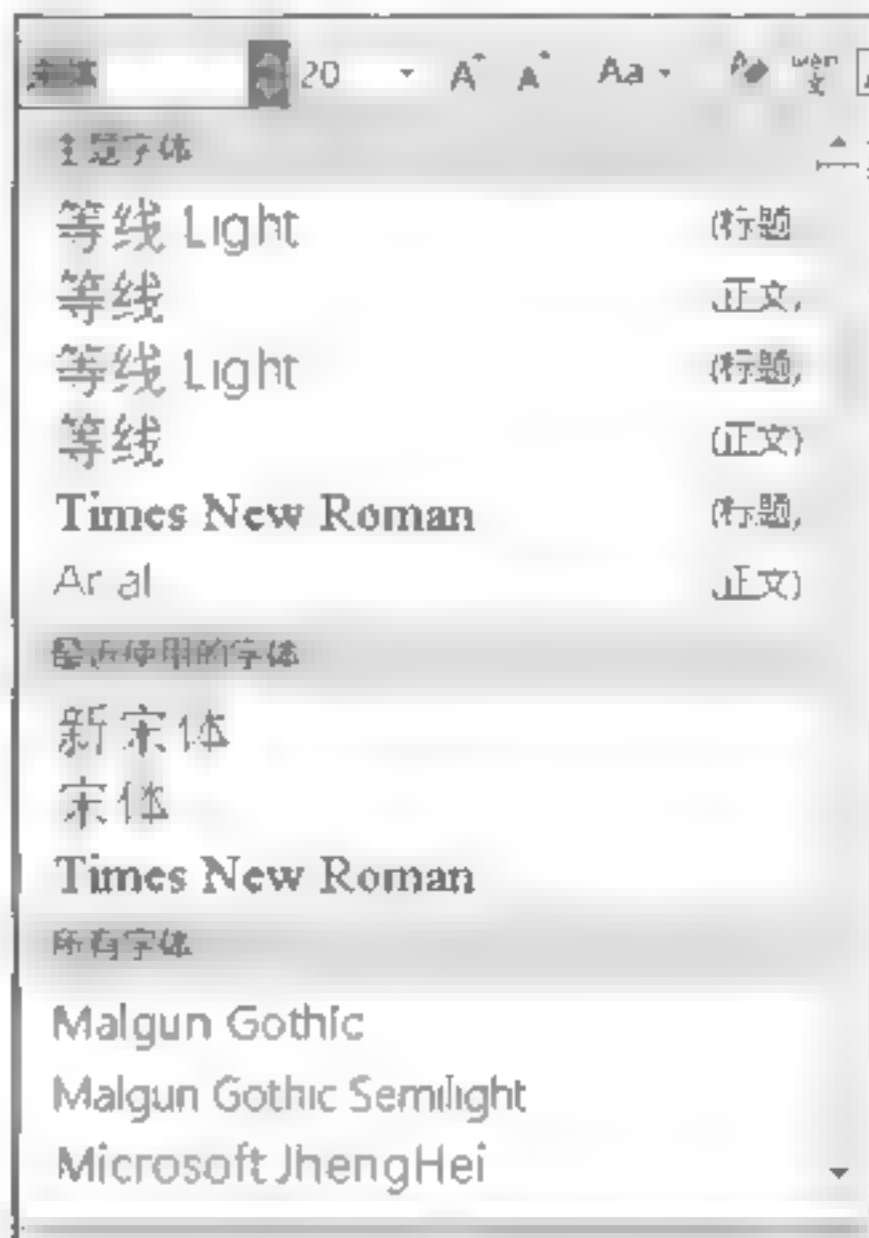 20 A A Aa wén 文 A
主题字体
等线 Light (标题
等线 正文,
等线 Light (标题,
等线 (正文)
Times New Roman (标题,
Arial 正文)
最近使用的字体
新宋体
宋体
Times New Roman
所有字体
Malgun Gothic
Malgun Gothic Semilight
Microsoft JhengHei